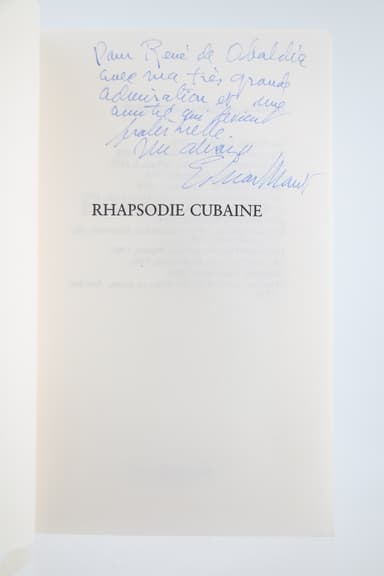 Pour René de Obaldia
avec ma très grande
admiration et une
amitié qui devient
fraternelle.
Un abrazo
Eduardo Manet
RHAPSODIE CUBAINE